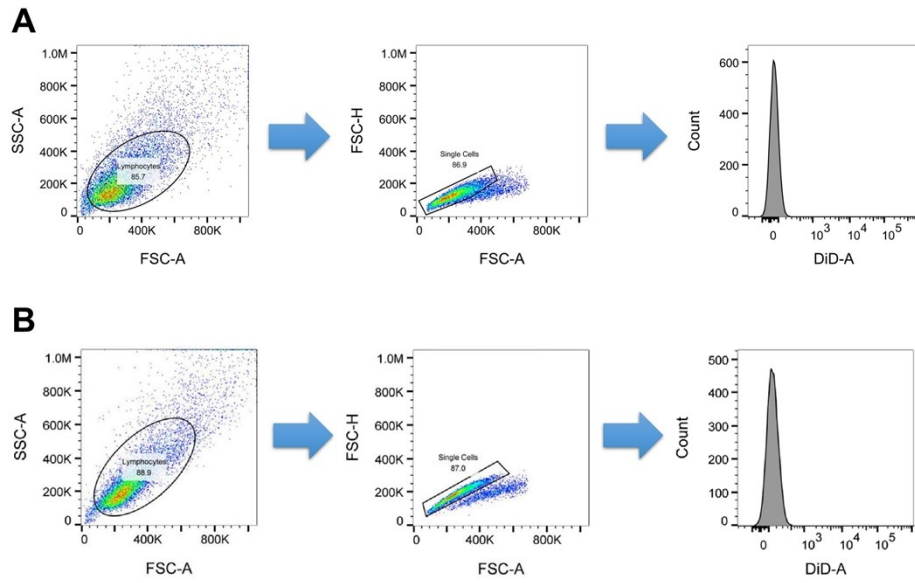 A
SSC-A
1.0M
800K
600K
400K
200K
0
Lymphocytes
85.7
0 400K 800K
FSC-A
FSC-H
1.0M
800K
600K
400K
200K
0
Single Cells
86.9
0 400K 800K
FSC-A
Count
600
400
200
0
0 10³ 10⁴ 10⁵
DiD-A
B
SSC-A
1.0M
800K
600K
400K
200K
0
Lymphocytes
88.9
0 400K 800K
FSC-A
FSC-H
1.0M
800K
600K
400K
200K
0
Single Cells
87.0
0 400K 800K
FSC-A
Count
500
400
300
200
100
0
0 10³ 10⁴ 10⁵
DiD-A